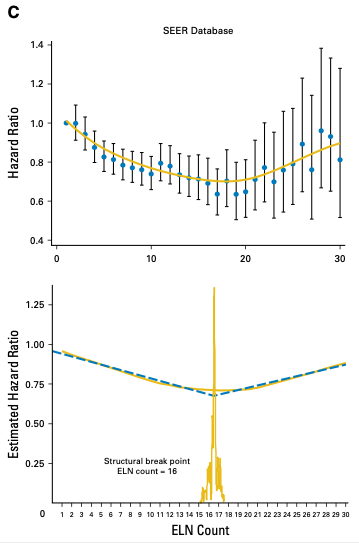 C
SEER Database
Hazard Ratio
1.4
1.2
1.0
0.8
0.6
0.4
0 10 20 30
Estimated Hazard Ratio
1.25
1.00
0.75
0.50
0.25
0
Structural break point
ELN count = 16
1 2 3 4 5 6 7 8 9 10 11 12 13 14 15 16 17 18 19 20 21 22 23 24 25 26 27 28 29 30
ELN Count